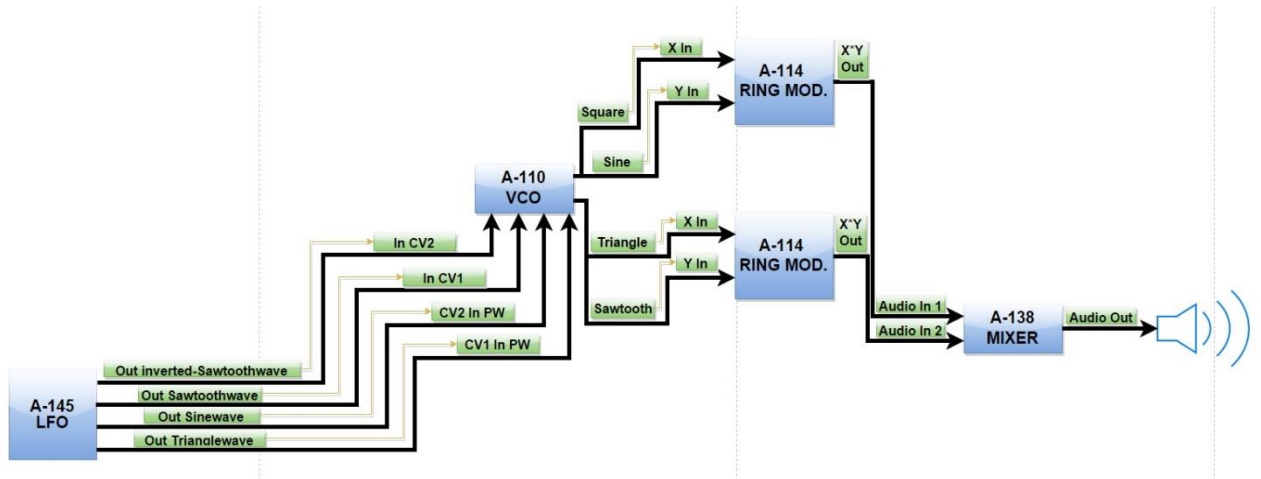 X In
X*Y
Out
A-114
RING MOD.
Y In
Square
Sine
A-110
VCO
X In
X*Y
Out
Triangle
A-114
RING MOD.
In CV2
Y In
In CV1
Sawtooth
CV2 In PW
Audio In 1
A-138
MIXER
Audio Out
Audio In 2
CV1 In PW
Out inverted-Sawtoothwave
Out Sawtoothwave
A-145
LFO
Out Sinewave
Out Trianglewave